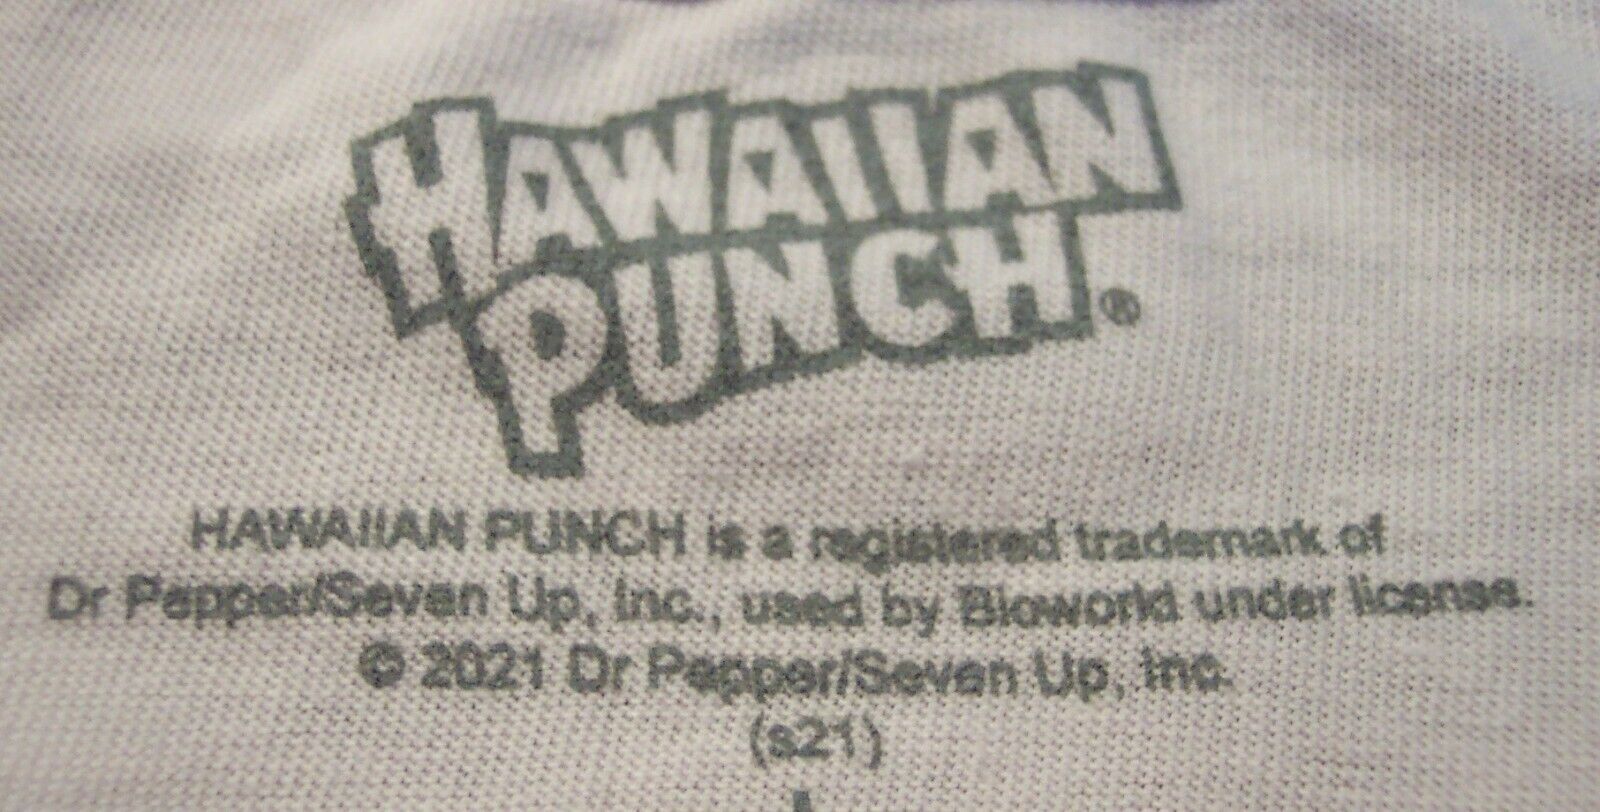 HAWAIIAN
PUNCH®
HAWAIIAN PUNCH is a registered trademark of
Dr Pepper/Seven Up, Inc., used by Bioworld under license.
© 2021 Dr Pepper/Seven Up, Inc.
(s21)